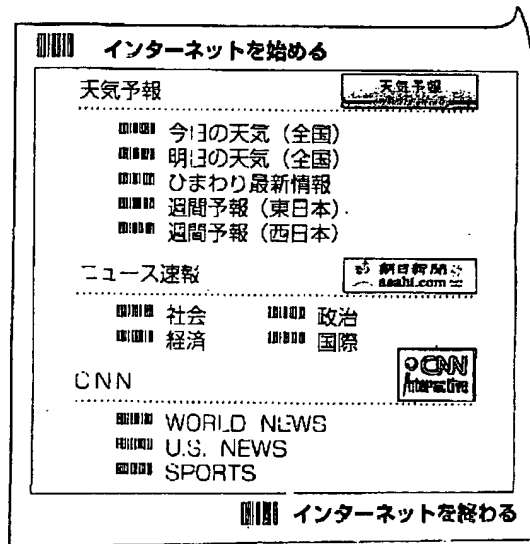 インターネットを始める
天気予報
天気予報
今日の天気（全国）
明日の天気（全国）
ひまわり最新情報
週間予報（東日本）
週間予報（西日本）
ニュース速報
朝日新聞
asahi.com
社会 政治
経済 国際
CNN
CNN
Interactive
WORLD NEWS
U.S. NEWS
SPORTS
インターネットを終わる